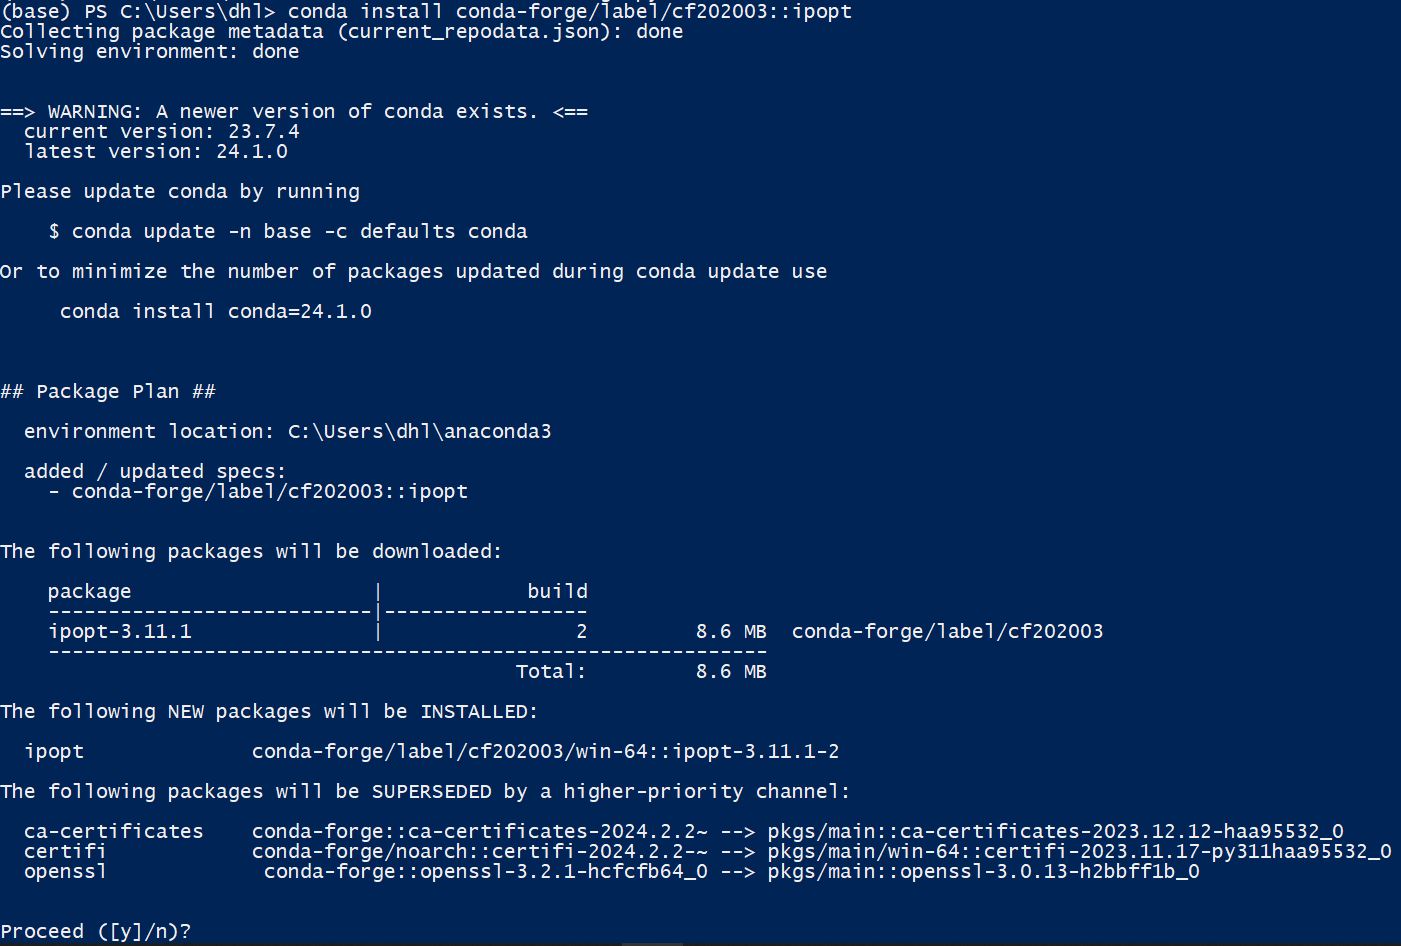 (base) PS C:\Users\dhl> conda install conda-forge/label/cf202003::ipopt
Collecting package metadata (current_repodata.json): done
Solving environment: done
==> WARNING: A newer version of conda exists. <==
current version: 23.7.4
latest version: 24.1.0
Please update conda by running
$ conda update -n base -c defaults conda
Or to minimize the number of packages updated during conda update use
conda install conda=24.1.0
## Package Plan ##
environment location: C:\Users\dhl\anaconda3
added / updated specs:
- conda-forge/label/cf202003::ipopt
The following packages will be downloaded:
package | build
---------------------------|-----------------
ipopt-3.11.1 | 2 8.6 MB conda-forge/label/cf202003
------------------------------------------------------------
Total: 8.6 MB
The following NEW packages will be INSTALLED:
ipopt conda-forge/label/cf202003/win-64::ipopt-3.11.1-2
The following packages will be SUPERSEDED by a higher-priority channel:
ca-certificates conda-forge::ca-certificates-2024.2.2~ --> pkgs/main::ca-certificates-2023.12.12-haa95532_0
certifi conda-forge/noarch::certifi-2024.2.2-~ --> pkgs/main/win-64::certifi-2023.11.17-py311haa95532_0
openssl conda-forge::openssl-3.2.1-hcfcfb64_0 --> pkgs/main::openssl-3.0.13-h2bbff1b_0
Proceed ([y]/n)?